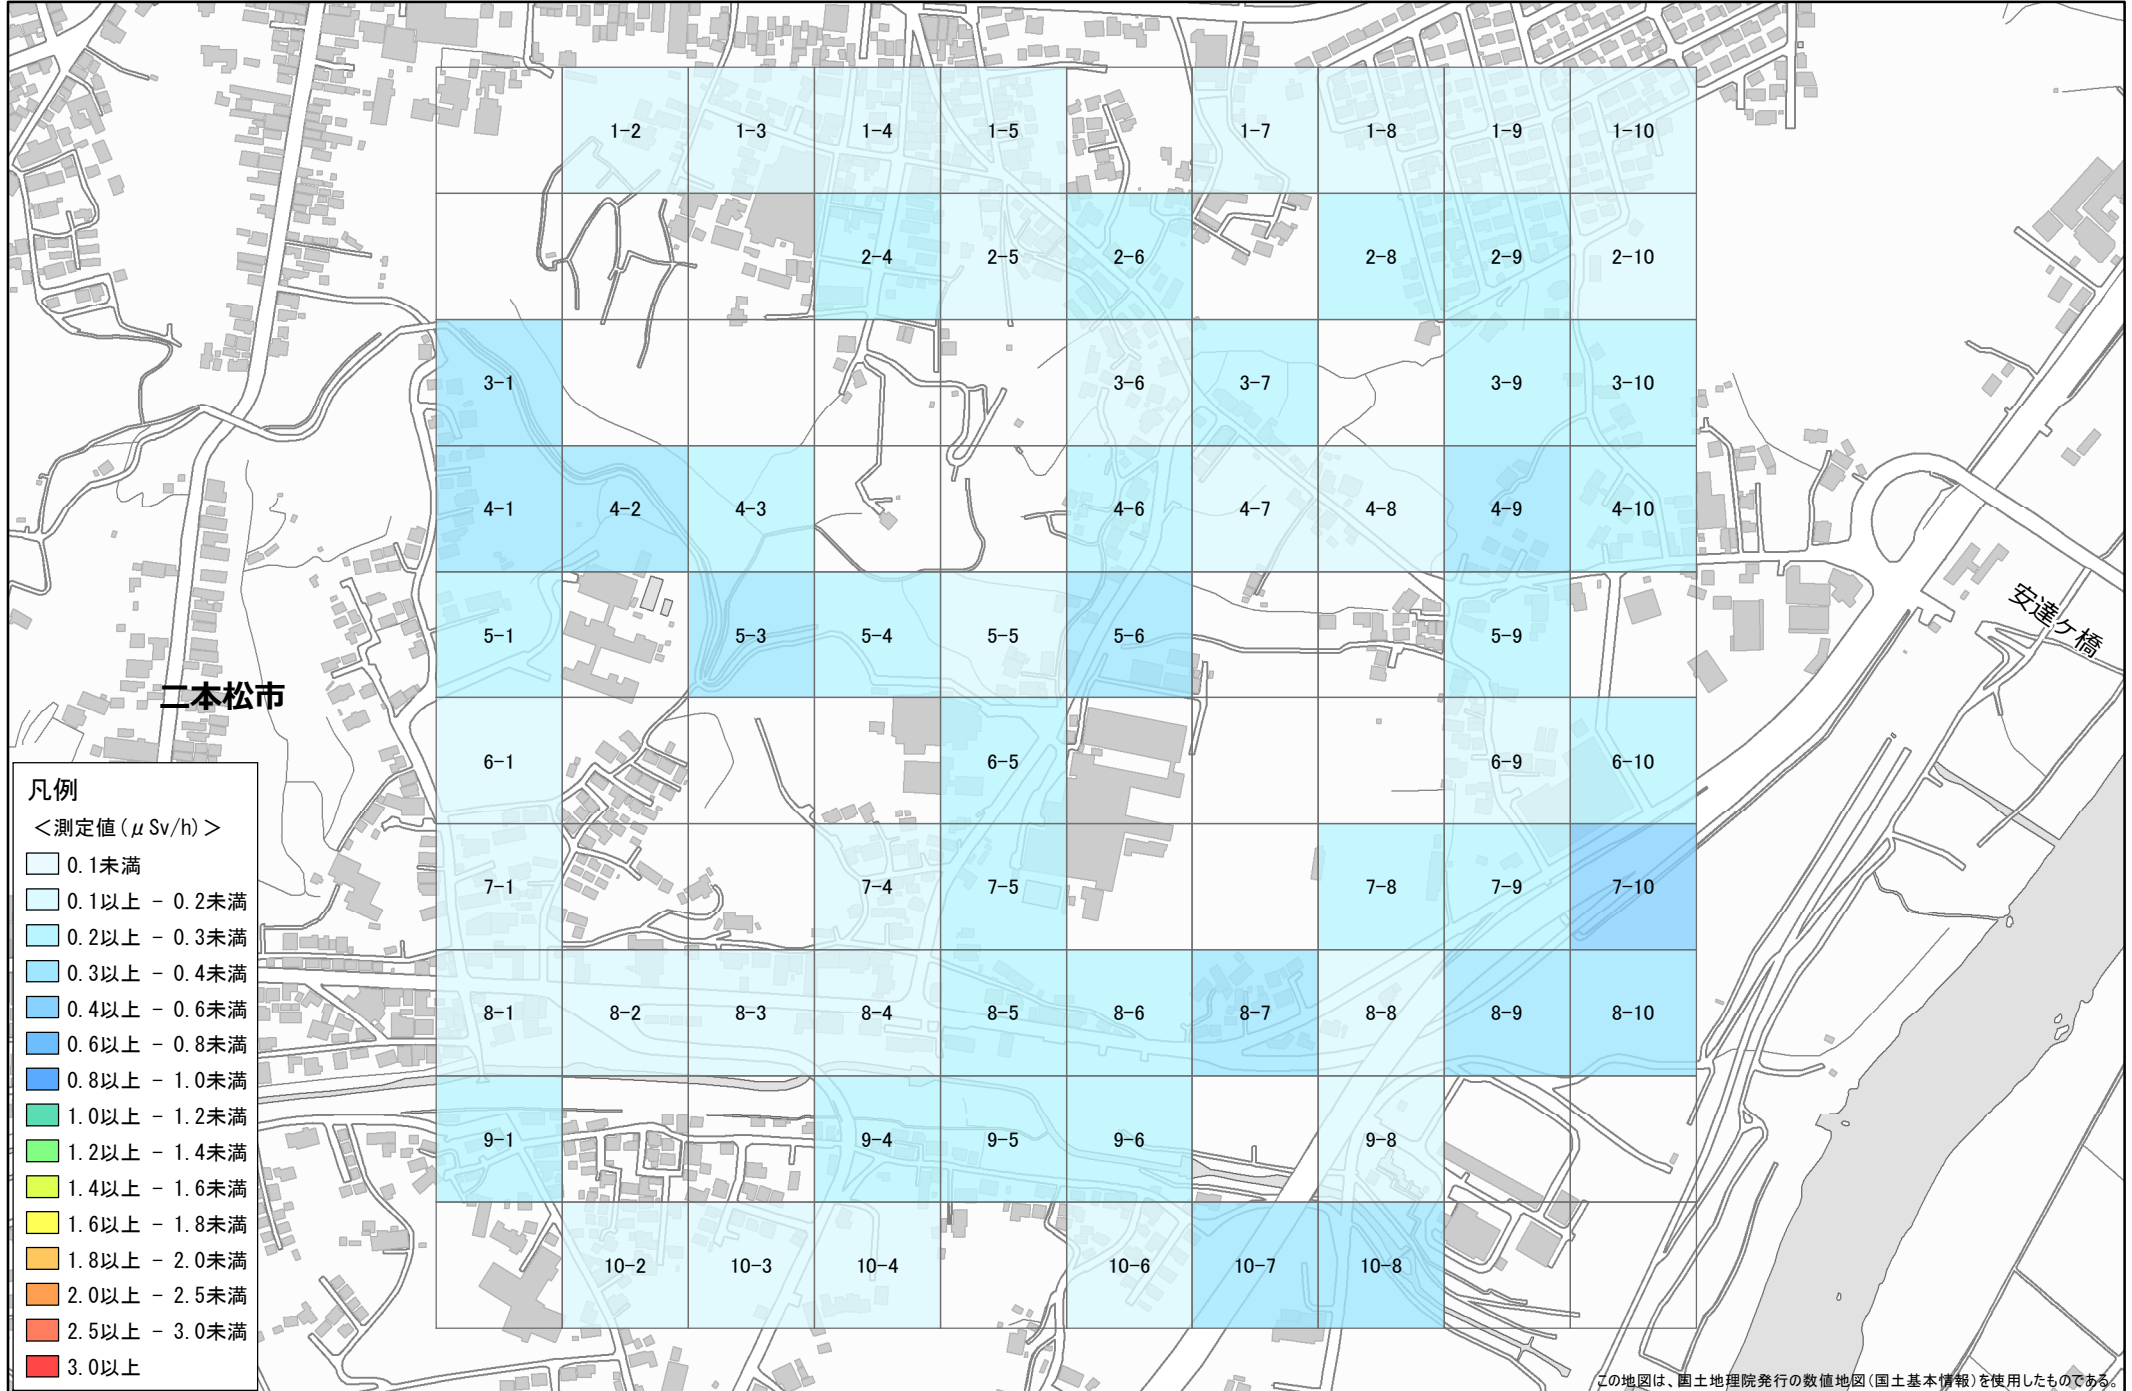 1-2 1-3 1-4 1-5 1-7 1-8 1-9 1-10
2-4 2-5 2-6 2-8 2-9 2-10
3-1 3-6 3-7 3-9 3-10
4-1 4-2 4-3 4-6 4-7 4-8 4-9 4-10
5-1 5-3 5-4 5-5 5-6 5-9
安達ケ橋
二本松市
6-1 6-5 6-9 6-10
7-1 7-4 7-5 7-8 7-9 7-10
8-1 8-2 8-3 8-4 8-5 8-6 8-7 8-8 8-9 8-10
9-1 9-4 9-5 9-6 9-8
10-2 10-3 10-4 10-6 10-7 10-8
凡例
＜測定値(μSv/h)＞
0.1未満
0.1以上 - 0.2未満
0.2以上 - 0.3未満
0.3以上 - 0.4未満
0.4以上 - 0.6未満
0.6以上 - 0.8未満
0.8以上 - 1.0未満
1.0以上 - 1.2未満
1.2以上 - 1.4未満
1.4以上 - 1.6未満
1.6以上 - 1.8未満
1.8以上 - 2.0未満
2.0以上 - 2.5未満
2.5以上 - 3.0未満
3.0以上
この地図は、国土地理院発行の数値地図(国土基本情報)を使用したものである。